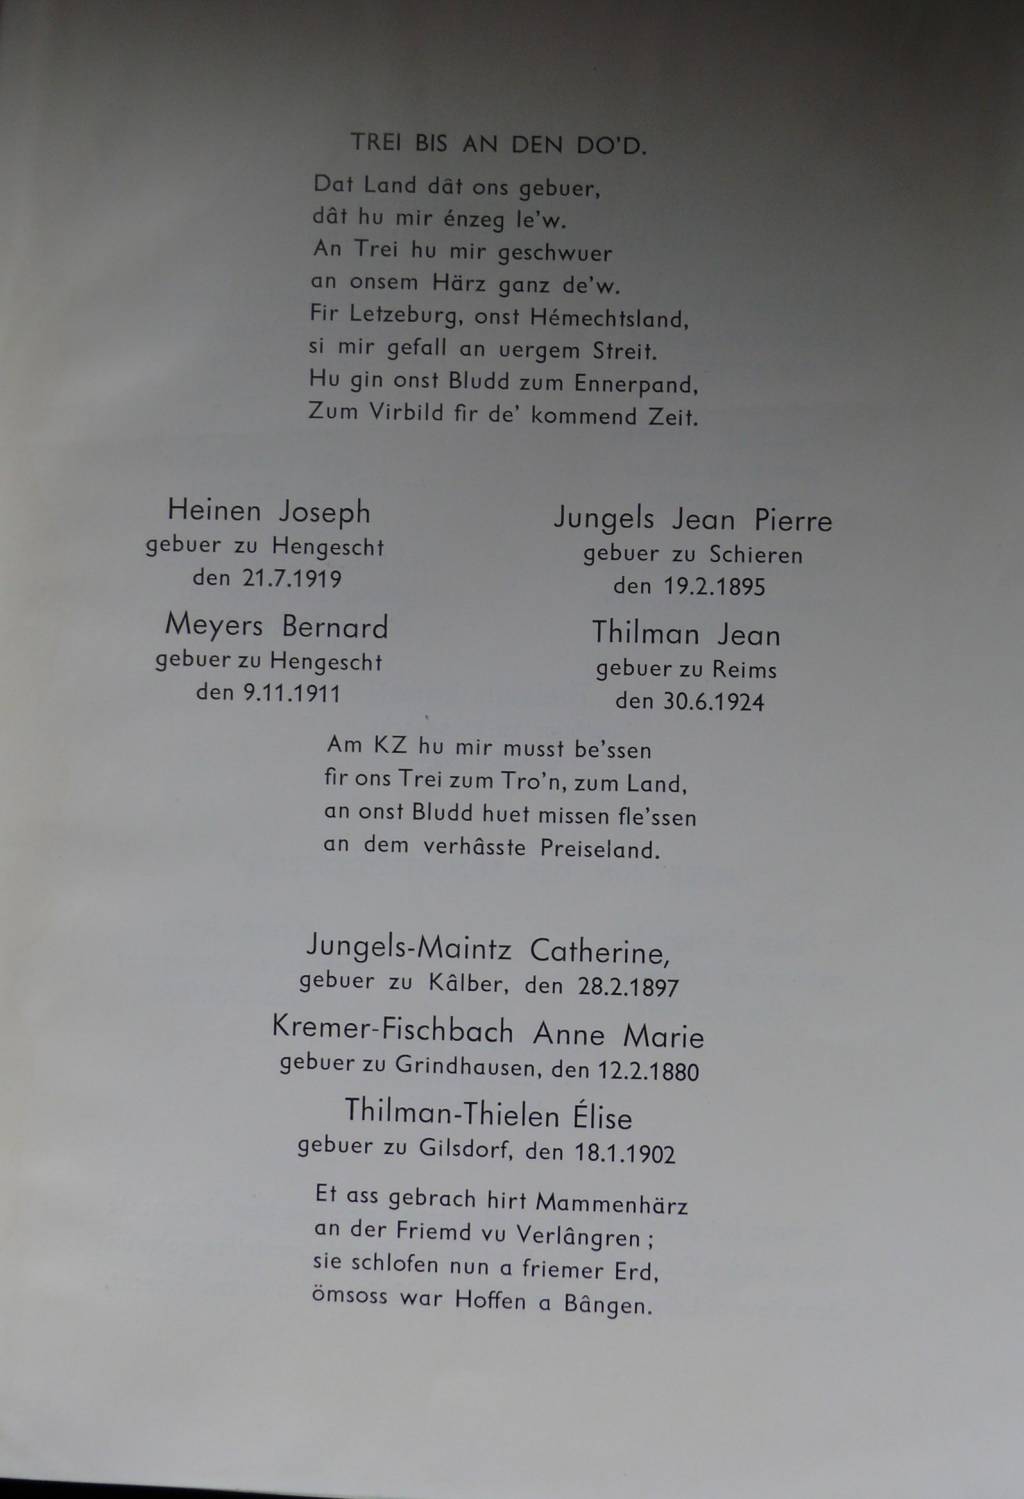 TREI BIS AN DEN DO'D.
Dat Land dât ons gebuer,
dât hu mir énzeg le'w.
An Trei hu mir geschwuer
an onsem Härz ganz de'w.
Fir Letzeburg, onst Hémechtsland,
si mir gefall an uergem Streit.
Hu gin onst Bludd zum Ennerpand,
Zum Virbild fir de' kommend Zeit.
Heinen Joseph
gebuer zu Hengescht
den 21.7.1919
Jungels Jean Pierre
gebuer zu Schieren
den 19.2.1895
Meyers Bernard
gebuer zu Hengescht
den 9.11.1911
Thilman Jean
gebuer zu Reims
den 30.6.1924
Am KZ hu mir musst be'ssen
fir ons Trei zum Tro'n, zum Land,
an onst Bludd huet missen fle'ssen
an dem verhâsste Preiseland.
Jungels-Maintz Catherine,
gebuer zu Kâlber, den 28.2.1897
Kremer-Fischbach Anne Marie
gebuer zu Grindhausen, den 12.2.1880
Thilman-Thielen Élise
gebuer zu Gilsdorf, den 18.1.1902
Et ass gebrach hirt Mammenhärz
an der Friemd vu Verlângren ;
sie schlofen nun a friemer Erd,
ömsoss war Hoffen a Bângen.